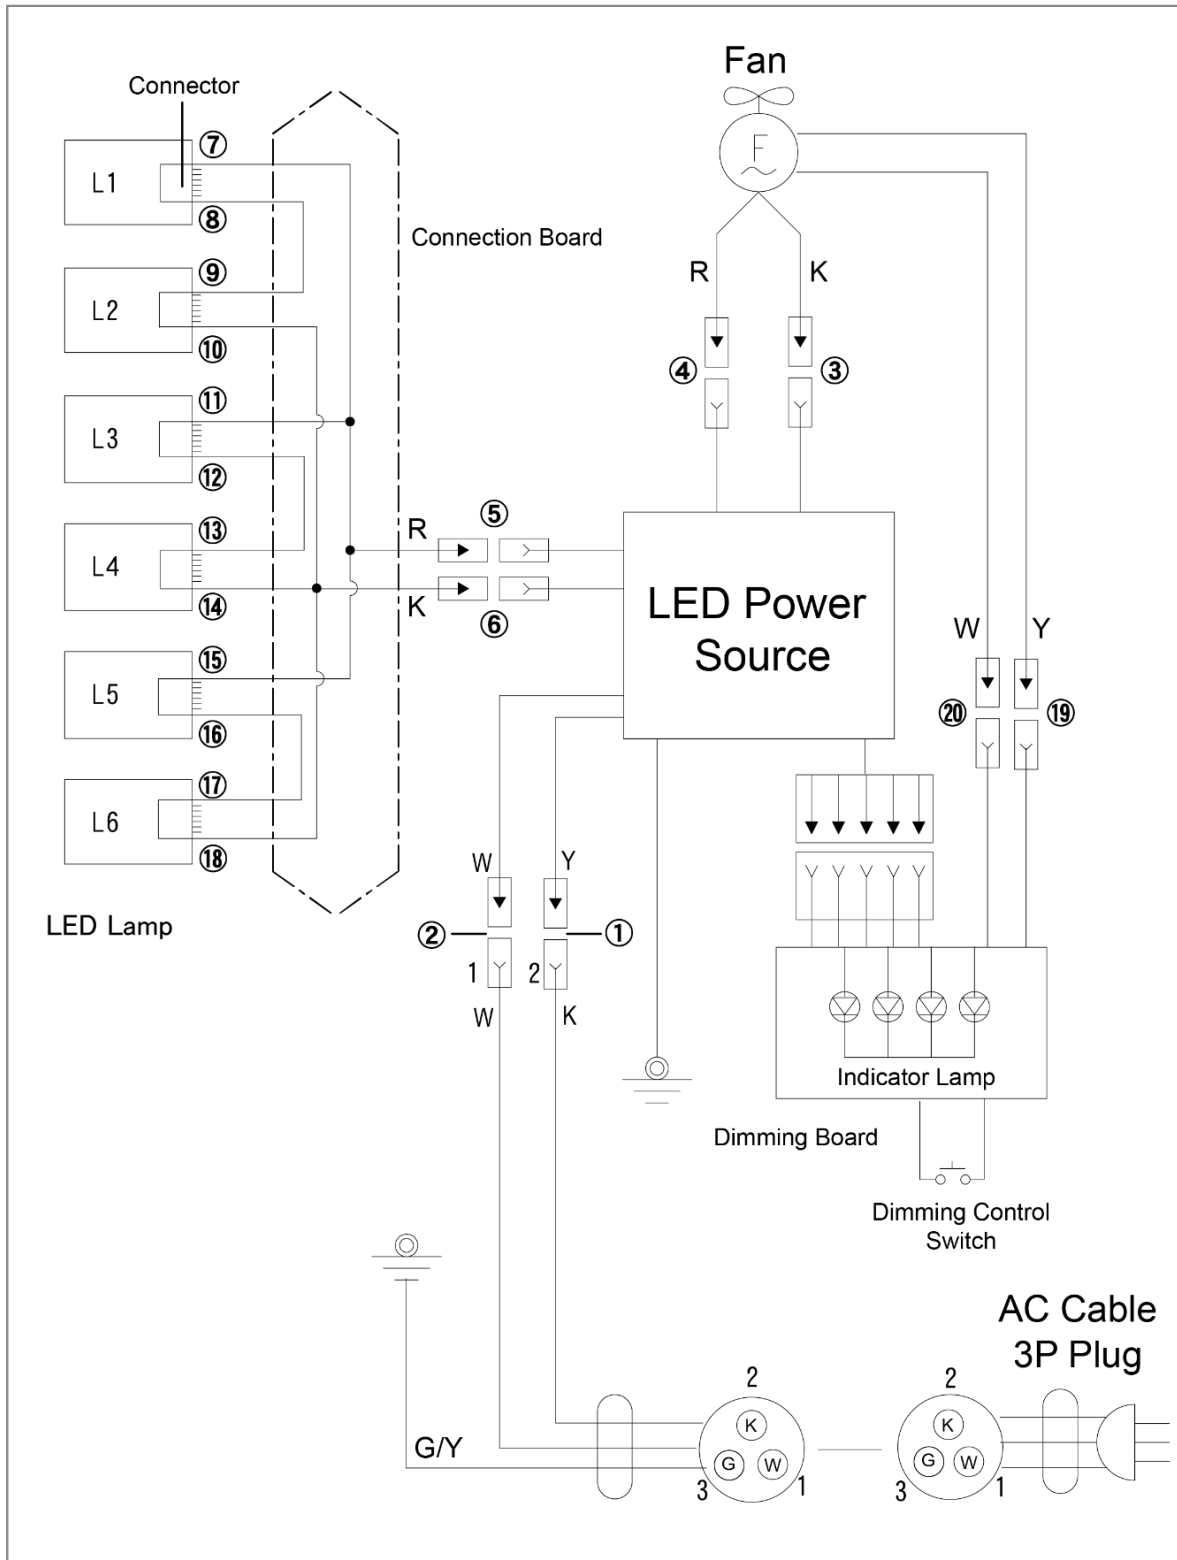 Fan
Connector
⑦
L1
⑧
F
Connection Board
⑨
L2
⑩
R
K
④
③
⑪
L3
⑫
⑬
L4
⑭
R
⑤
K
⑥
LED Power
Source
W
Y
⑳
⑲
⑮
L5
⑯
⑰
L6
⑱
LED Lamp
W
Y
②
①
1
2
W
K
Indicator Lamp
Dimming Board
Dimming Control
Switch
AC Cable
3P Plug
G/Y
2
K
G
W
3
1
2
K
G
W
3
1